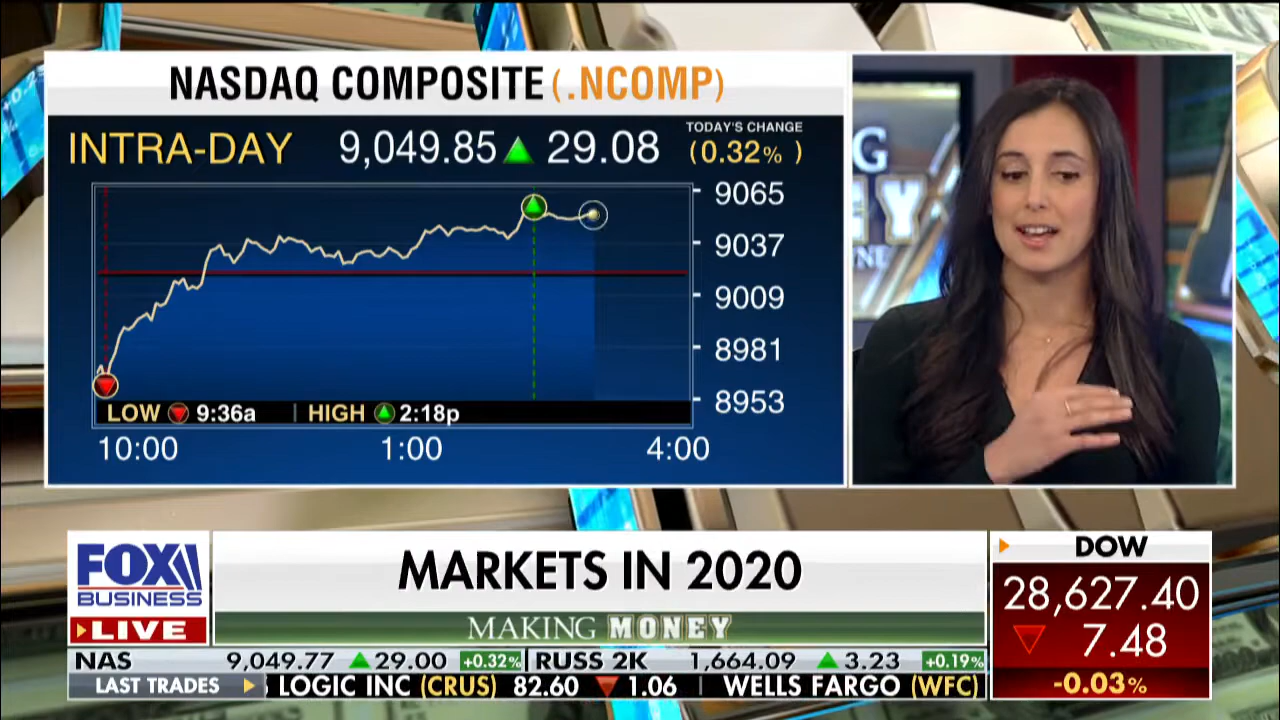 NASDAQ COMPOSITE (.NCOMP)
INTRA-DAY 9,049.85 ▲ 29.08 TODAY'S CHANGE (0.32%)
9065
9037
9009
8981
8953
LOW ▼ 9:36a | HIGH ▲ 2:18p
10:00 1:00 4:00
G
EY
NE
FOX BUSINESS
LIVE
MARKETS IN 2020
MAKING MONEY
DOW
28,627.40
▼ 7.48
-0.03%
NAS 9,049.77 ▲ 29.00 +0.32% RUSS 2K 1,664.09 ▲ 3.23 +0.19%
LAST TRADES LOGIC INC (CRUS) 82.60 ▼ 1.06 | WELLS FARGO (WFC)